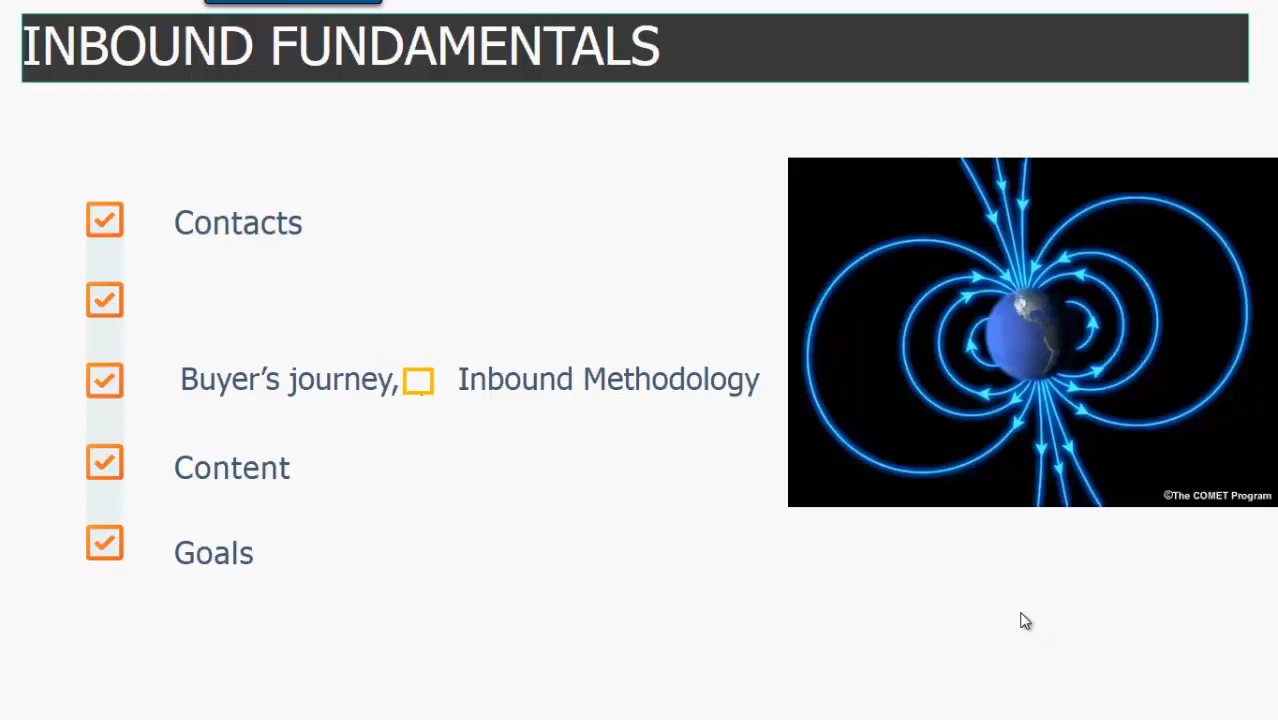 INBOUND FUNDAMENTALS
Contacts
Buyer’s journey, Inbound Methodology
Content
Goals
©The COMET Program